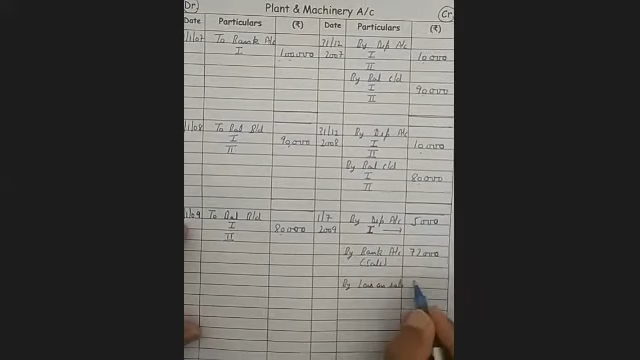 Dr. Plant & Machinery A/c Cr.
Date Particulars (₹) Date Particulars (₹)
1/1/07 To Bank A/c 31/12 By Dep A/c
I 100000 2007 I 10000
II
By Bal c/d
I 90000
II
1/1/08 To Bal B/d 31/12 By Dep A/c
I 90000 2008 I 10000
II II
By Bal c/d
I 80000
II
1/1/09 To Bal B/d 1/7 By Dep A/c 5000
I 80000 2009 I
II
By Bank A/c 72000
(Sale)
By Loss on sale